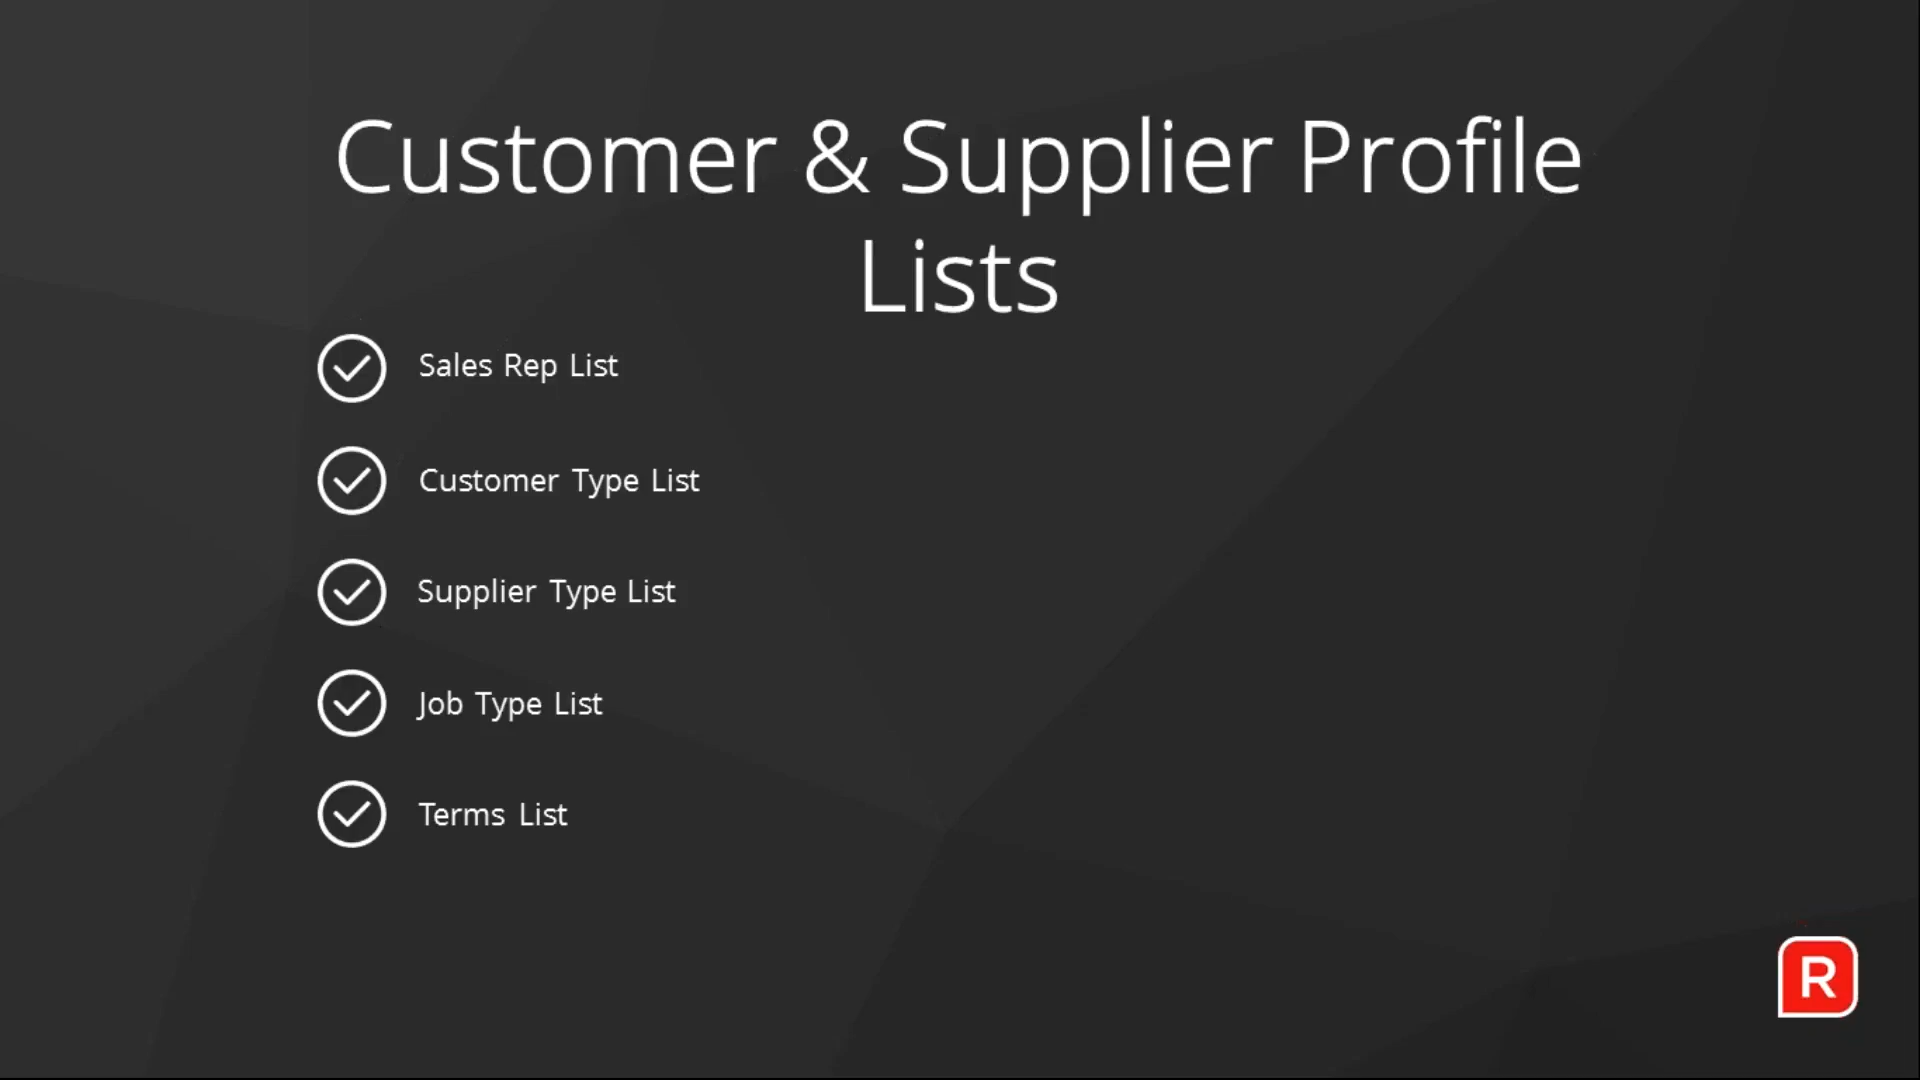 Customer & Supplier Profile
Lists
Sales Rep List
Customer Type List
Supplier Type List
Job Type List
Terms List
R